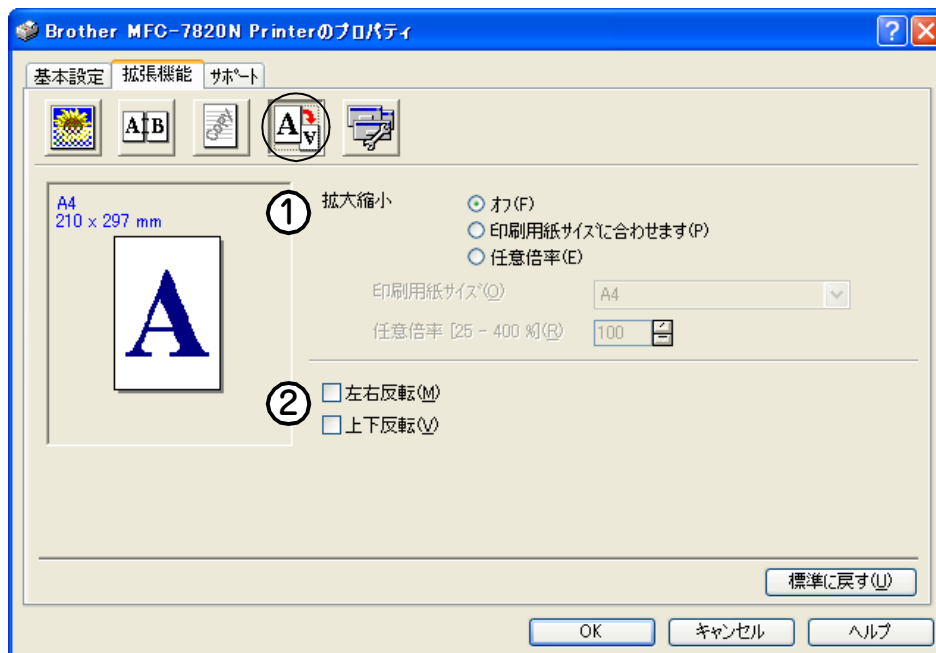 Brother MFC-7820N Printerのプロパティ
基本設定 拡張機能 ｻﾎﾟｰﾄ
A B
Copy
A A
A4
210 x 297 mm
A
① 拡大縮小
ｵﾌ(F)
印刷用紙ｻｲｽﾞに合わせます(P)
任意倍率(E)
印刷用紙ｻｲｽﾞ(O) A4
任意倍率 [25 - 400 %](R) 100
② 左右反転(M)
上下反転(V)
標準に戻す(U)
OK キャンセル ヘルプ